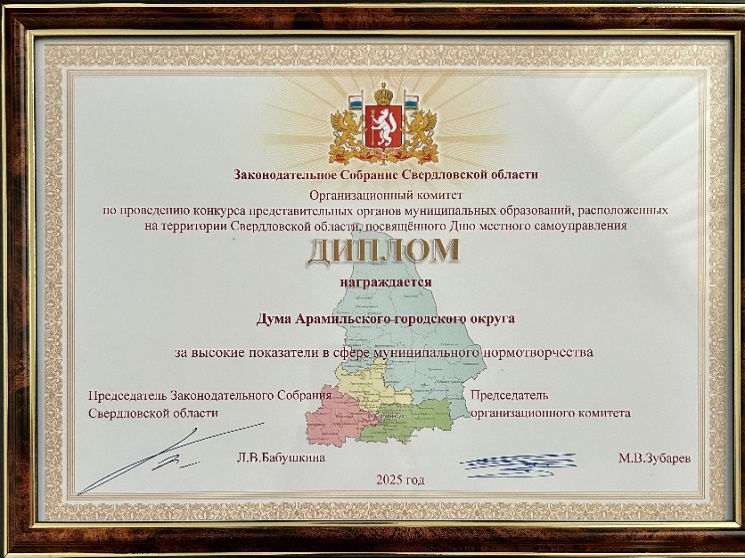 Законодательное Собрание Свердловской области
Организационный комитет
по проведению конкурса представительных органов муниципальных образований, расположенных
на территории Свердловской области, посвящённого Дню местного самоуправления
ДИПЛОМ
награждается
Дума Арамильского городского округа
за высокие показатели в сфере муниципального нормотворчества
Председатель Законодательного Собрания
Свердловской области
Председатель
организационного комитета
Л.В.Бабушкина
М.В.Зубарев
2025 год